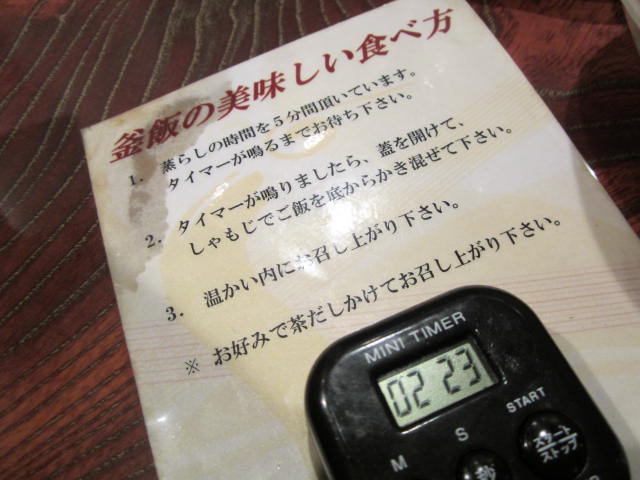 釜飯の美味しい食べ方
1. 蒸らしの時間を５分間頂いています。
タイマーが鳴るまでお待ち下さい。
2. タイマーが鳴りましたら、蓋を開けて、
しゃもじでご飯を底からかき混ぜて下さい。
3. 温かい内にお召し上がり下さい。
※ お好みで茶だしかけてお召し上がり下さい。
MINI TIMER
02 23
M S START
スタート
ストップ